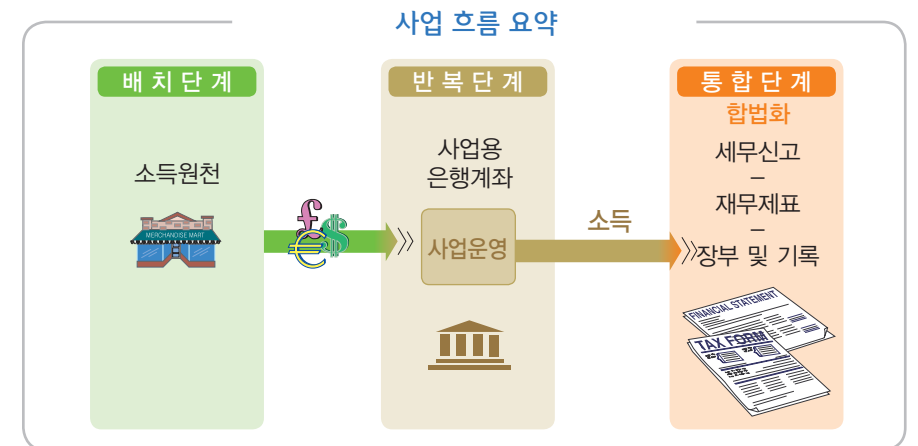 사업 흐름 요약
배치단계
소득원천
MERCHANDISE MART
£
$
€
반복단계
사업용
은행계좌
사업운영
소득
통합단계
합법화
세무신고
–
재무제표
–
장부 및 기록
FINANCIAL STATEMENT
TAX FORM